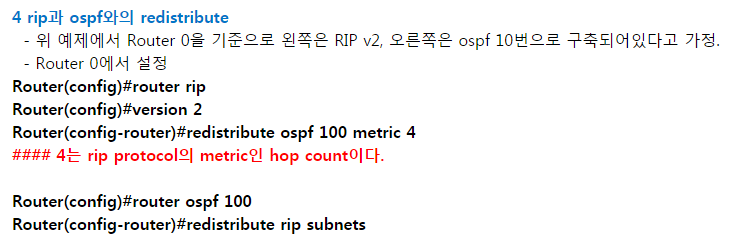 4 rip과 ospf와의 redistribute
- 위 예제에서 Router 0을 기준으로 왼쪽은 RIP v2, 오른쪽은 ospf 10번으로 구축되어있다고 가정.
- Router 0에서 설정
Router(config)#router rip
Router(config)#version 2
Router(config-router)#redistribute ospf 100 metric 4
#### 4는 rip protocol의 metric인 hop count이다.
Router(config)#router ospf 100
Router(config-router)#redistribute rip subnets